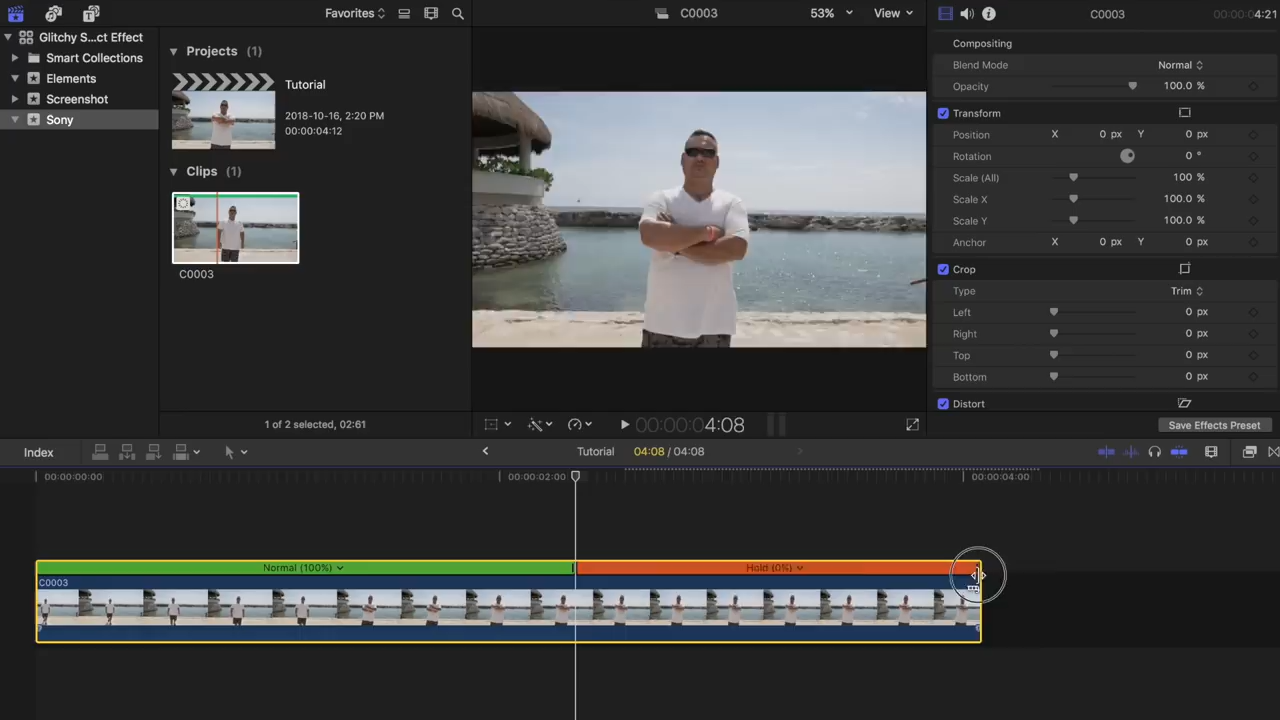 Favorites
53%
View
C0003
C0003
00:00:04:21
Glitchy S...ct Effect
Smart Collections
Elements
Screenshot
Sony
Projects (1)
Tutorial
2018-10-16, 2:20 PM
00:00:04:12
Clips (1)
C0003
1 of 2 selected, 02:61
00:00:04:08
Compositing
Blend Mode Normal
Opacity 100.0 %
Transform
Position X 0 px Y 0 px
Rotation 0 °
Scale (All) 100 %
Scale X 100.0 %
Scale Y 100.0 %
Anchor X 0 px Y 0 px
Crop
Type Trim
Left 0 px
Right 0 px
Top 0 px
Bottom 0 px
Distort
Save Effects Preset
Index
Tutorial 04:08 / 04:08
00:00:00:00
00:00:02:00
00:00:04:00
Normal (100%)
Hold (0%)
C0003